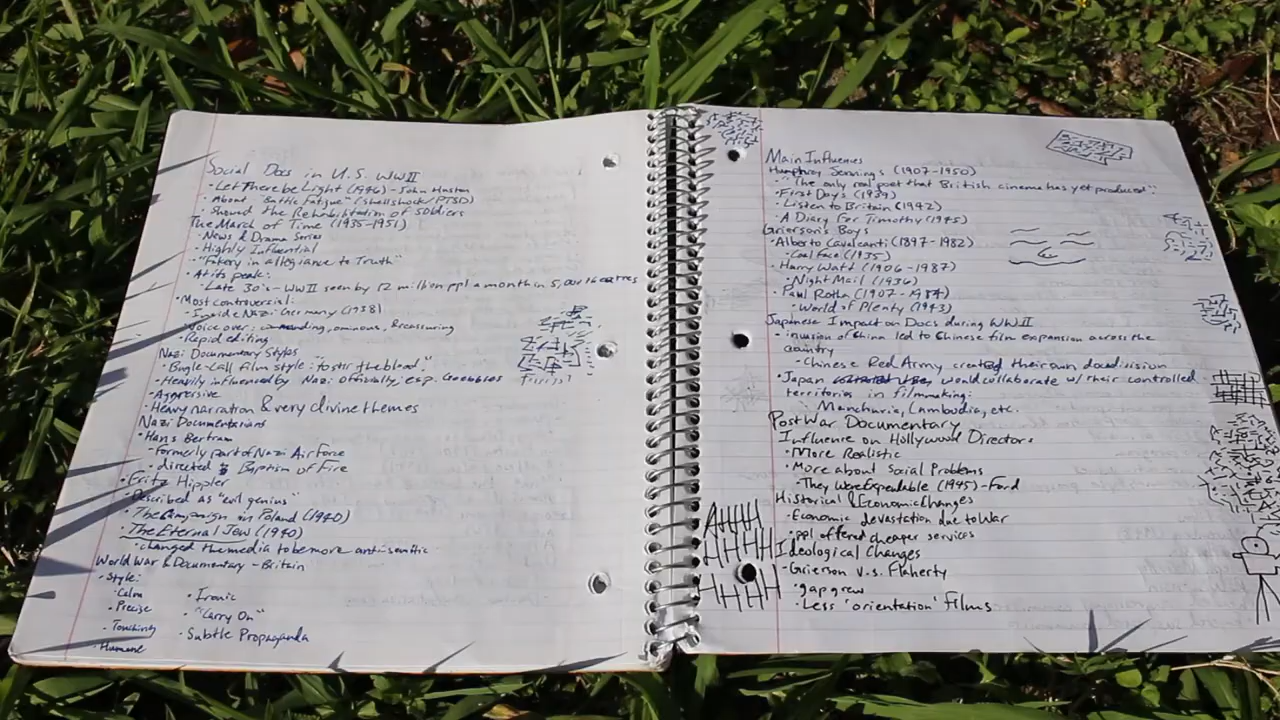 Social Docs in U.S. WWII
· Let There be Light (1946) - John Huston
· About "Battle Fatigue" (shellshock/PTSD)
· Showed the Rehabilitation of Soldiers
The March of Time (1935-1951)
· News & Drama Series
· Highly Influential
· "Fakery in allegiance to Truth"
· At its peak:
· Late 30's - WWII seen by 12 million ppl a month in 5,000 theatres
· Most controversial:
· Inside Nazi Germany (1938)
· Voice over: commanding, ominous, & reassuring
· Rapid editing
Nazi Documentary Styles
· Bugle-Call film style: "to stir the blood"
· Heavily influenced by Nazi officials; esp. Goebbles
· Aggressive
· Heavy narration & very divine themes
Nazi Documentarians
· Hans Bertram
- formerly part of Nazi Air Force
- directed Baptism of Fire
· Fritz Hippler
· Described as "evil genius"
· The Campaign in Poland (1940)
· The Eternal Jew (1940)
· changed the media to be more anti-semitic
World War & Documentary - Britain
· Style:
· Calm
· Precise
· Touching
· Humane
· Ironic
· "Carry On"
· Subtle Propaganda
Main Influences
Humphrey Jennings (1907-1950)
· "The only real poet that British cinema has yet produced"
· First Days (1939)
· Listen to Britain (1942)
· A Diary For Timothy (1945)
Grierson's Boys
· Alberto Cavalcanti (1897-1982)
· Coal Face (1935)
· Harry Watt (1906-1987)
· Night Mail (1936)
· Paul Rotha (1907-1984)
· World of Plenty (1943)
Japanese Impact on Docs during WWII
· invasion of China led to Chinese film expansion across the
country
· Chinese Red Army created their own doc division
· Japan would collaborate w/ their controlled
territories in filmmaking:
· Manchuria, Cambodia, etc.
Post War Documentary
Influence on Hollywood Directors
· More Realistic
· More about Social Problems
· They Were Expendable (1945) - Ford
Historical & Economic Changes
· Economic devastation due to War
· ppl offered cheaper services
Ideological Changes
· Grierson v.s. Flaherty
· gap grew
· Less 'orientation' films
AHHHH
HHHHH
HHHH